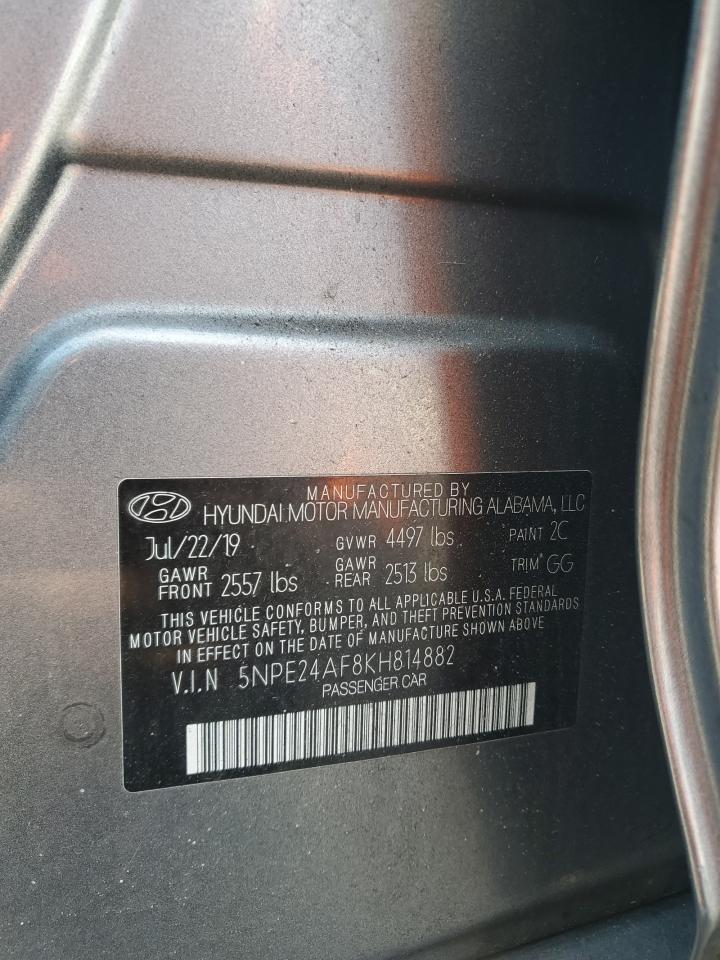 MANUFACTURED BY
HYUNDAI MOTOR MANUFACTURING ALABAMA, LLC
Jul/22/19 GVWR 4497 lbs PAINT 2C
GAWR FRONT 2557 lbs GAWR REAR 2513 lbs TRIM GG
THIS VEHICLE CONFORMS TO ALL APPLICABLE U.S.A. FEDERAL
MOTOR VEHICLE SAFETY, BUMPER, AND THEFT PREVENTION STANDARDS
IN EFFECT ON THE DATE OF MANUFACTURE SHOWN ABOVE
V.I.N 5NPE24AF8KH814882
PASSENGER CAR